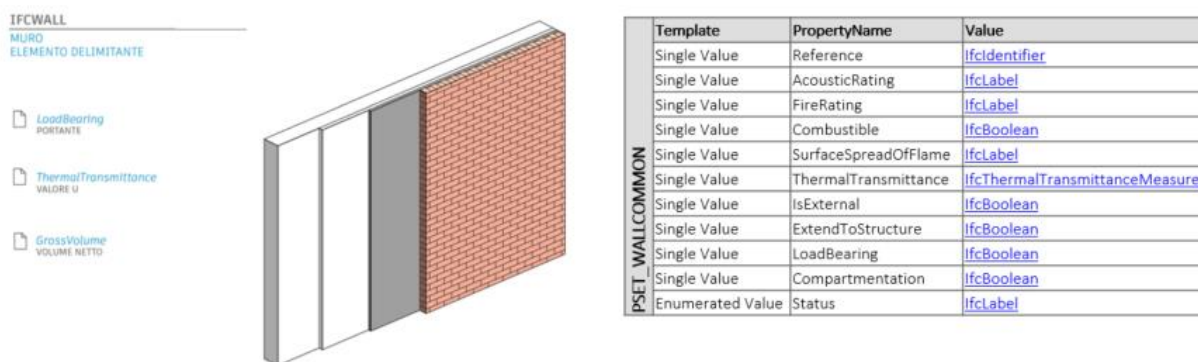 IFCWALL
MURO
ELEMENTO DELIMITANTE
LoadBearing
PORTANTE
ThermalTransmittance
VALORE U
GrossVolume
VOLUME NETTO
PSET_WALLCOMMON
Template PropertyName Value
Single Value Reference IfcIdentifier
Single Value AcousticRating IfcLabel
Single Value FireRating IfcLabel
Single Value Combustible IfcBoolean
Single Value SurfaceSpreadOfFlame IfcLabel
Single Value ThermalTransmittance IfcThermalTransmittanceMeasure
Single Value IsExternal IfcBoolean
Single Value ExtendToStructure IfcBoolean
Single Value LoadBearing IfcBoolean
Single Value Compartmentation IfcBoolean
Enumerated Value Status IfcLabel